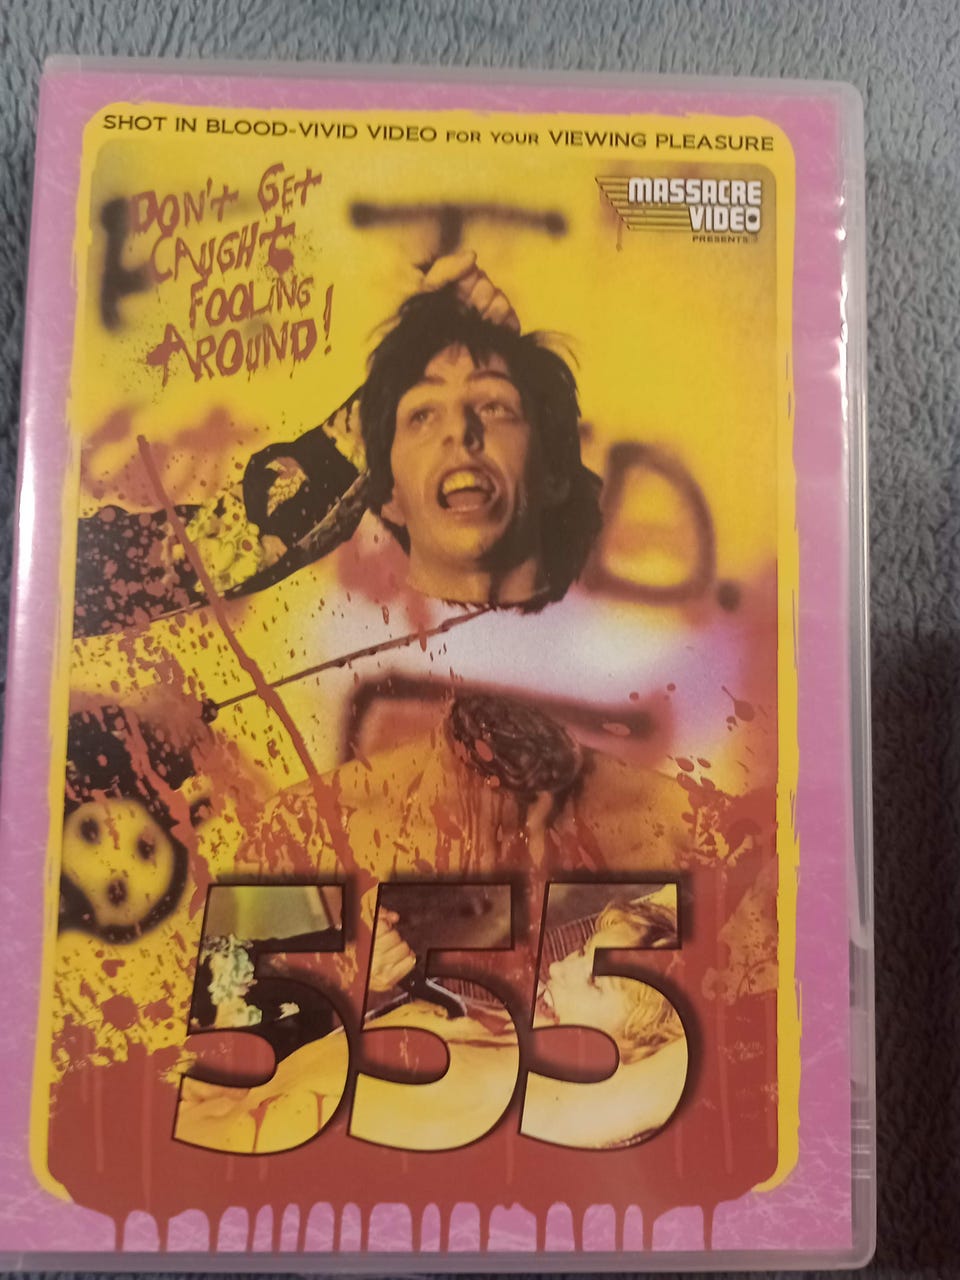 SHOT IN BLOOD-VIVID VIDEO FOR YOUR VIEWING PLEASURE
DON't GEt
CAUGHt
FOOLiNG
AROUND!
MASSACRE
VIDEO
PRESENTS
T
D
555